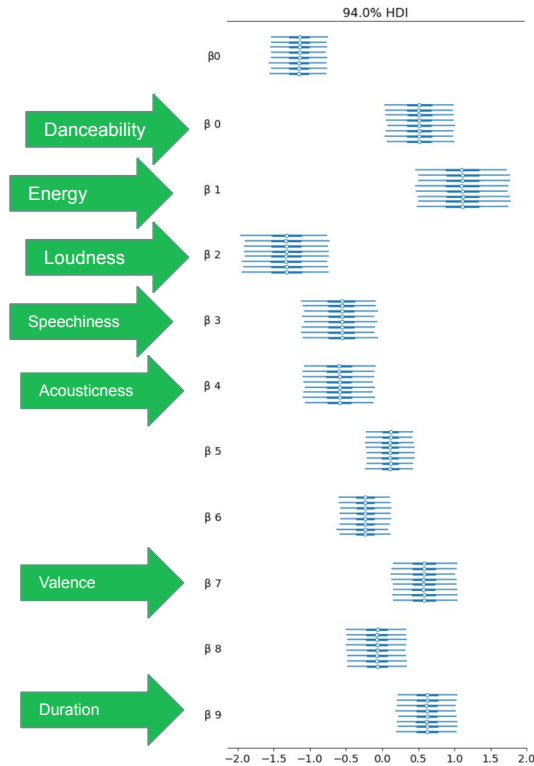 94.0% HDI
β0
Danceability
β 0
Energy
β 1
Loudness
β 2
Speechiness
β 3
Acousticness
β 4
β 5
β 6
Valence
β 7
β 8
Duration
β 9
−2.0 −1.5 −1.0 −0.5 0.0 0.5 1.0 1.5 2.0